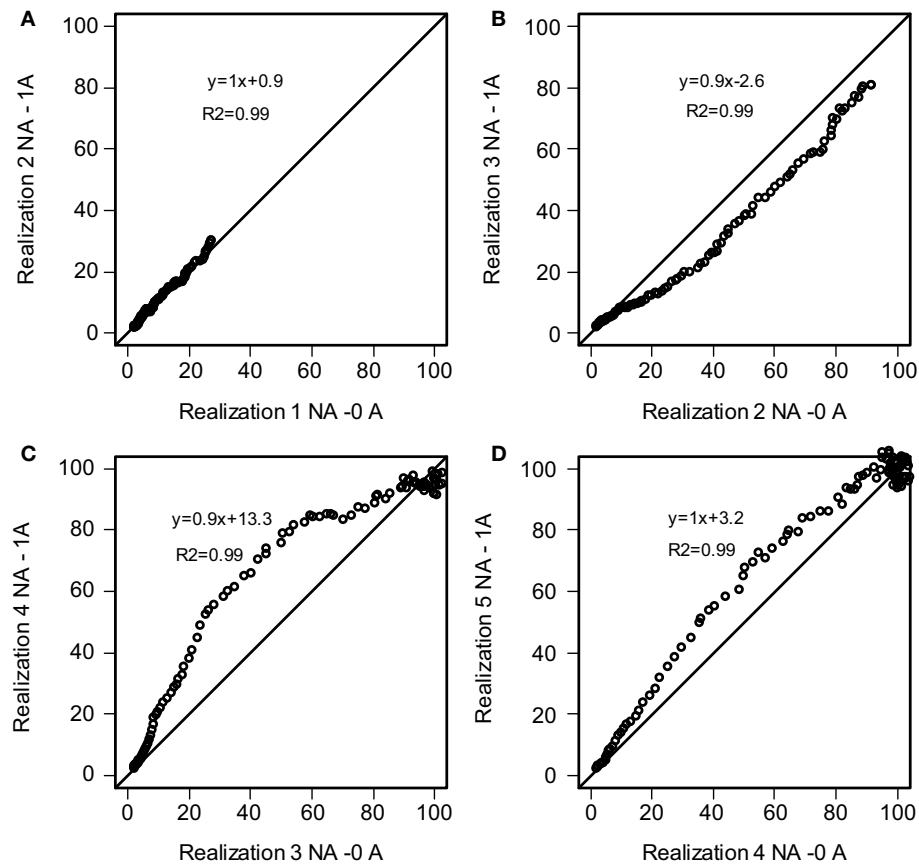 A
100
80
60
40
20
0
Realization 2 NA - 1A
y=1x+0.9
R2=0.99
0 20 40 60 80 100
Realization 1 NA -0 A
B
100
80
60
40
20
0
Realization 3 NA - 1A
y=0.9x-2.6
R2=0.99
0 20 40 60 80 100
Realization 2 NA -0 A
C
100
80
60
40
20
0
Realization 4 NA - 1A
y=0.9x+13.3
R2=0.99
0 20 40 60 80 100
Realization 3 NA -0 A
D
100
80
60
40
20
0
Realization 5 NA - 1A
y=1x+3.2
R2=0.99
0 20 40 60 80 100
Realization 4 NA -0 A